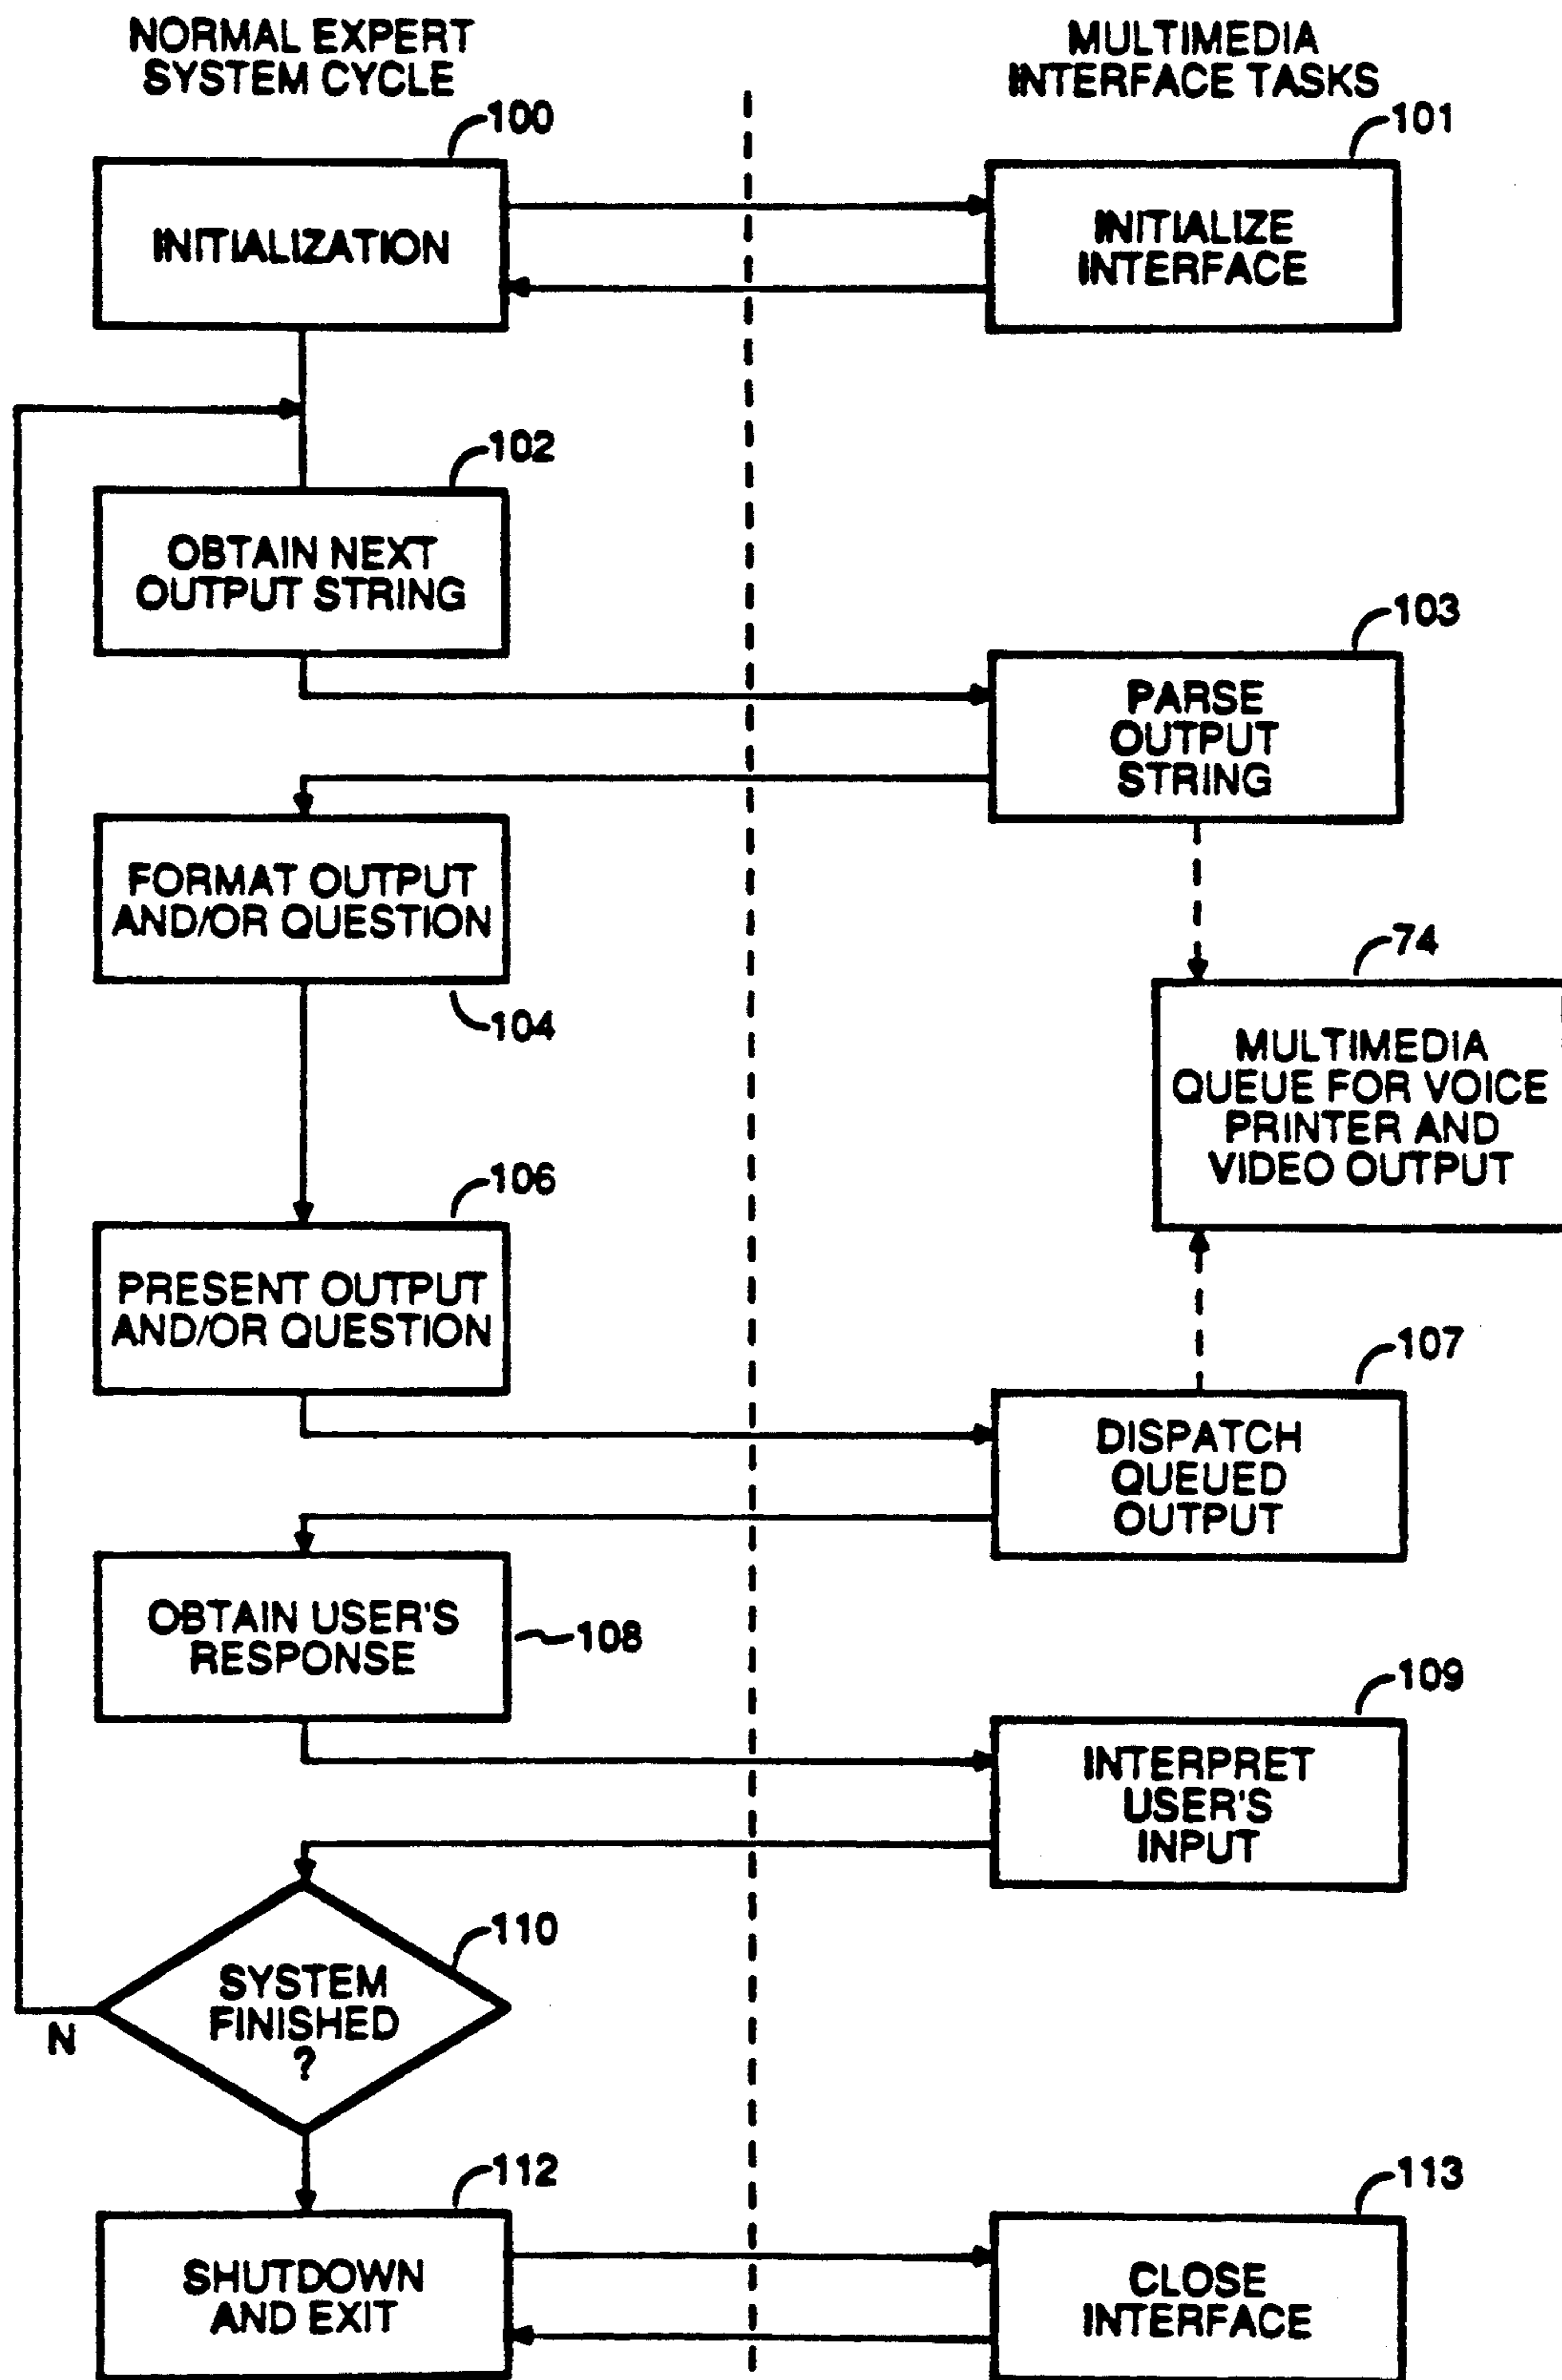 NORMAL EXPERT
SYSTEM CYCLE
MULTIMEDIA
INTERFACE TASKS
100
INITIALIZATION
101
INITIALIZE
INTERFACE
102
OBTAIN NEXT
OUTPUT STRING
103
PARSE
OUTPUT
STRING
FORMAT OUTPUT
AND/OR QUESTION
104
74
MULTIMEDIA
QUEUE FOR VOICE
PRINTER AND
VIDEO OUTPUT
106
PRESENT OUTPUT
AND/OR QUESTION
107
DISPATCH
QUEUED
OUTPUT
OBTAIN USER'S
RESPONSE
108
109
INTERPRET
USER'S
INPUT
110
SYSTEM
FINISHED
?
N
112
SHUTDOWN
AND EXIT
113
CLOSE
INTERFACE